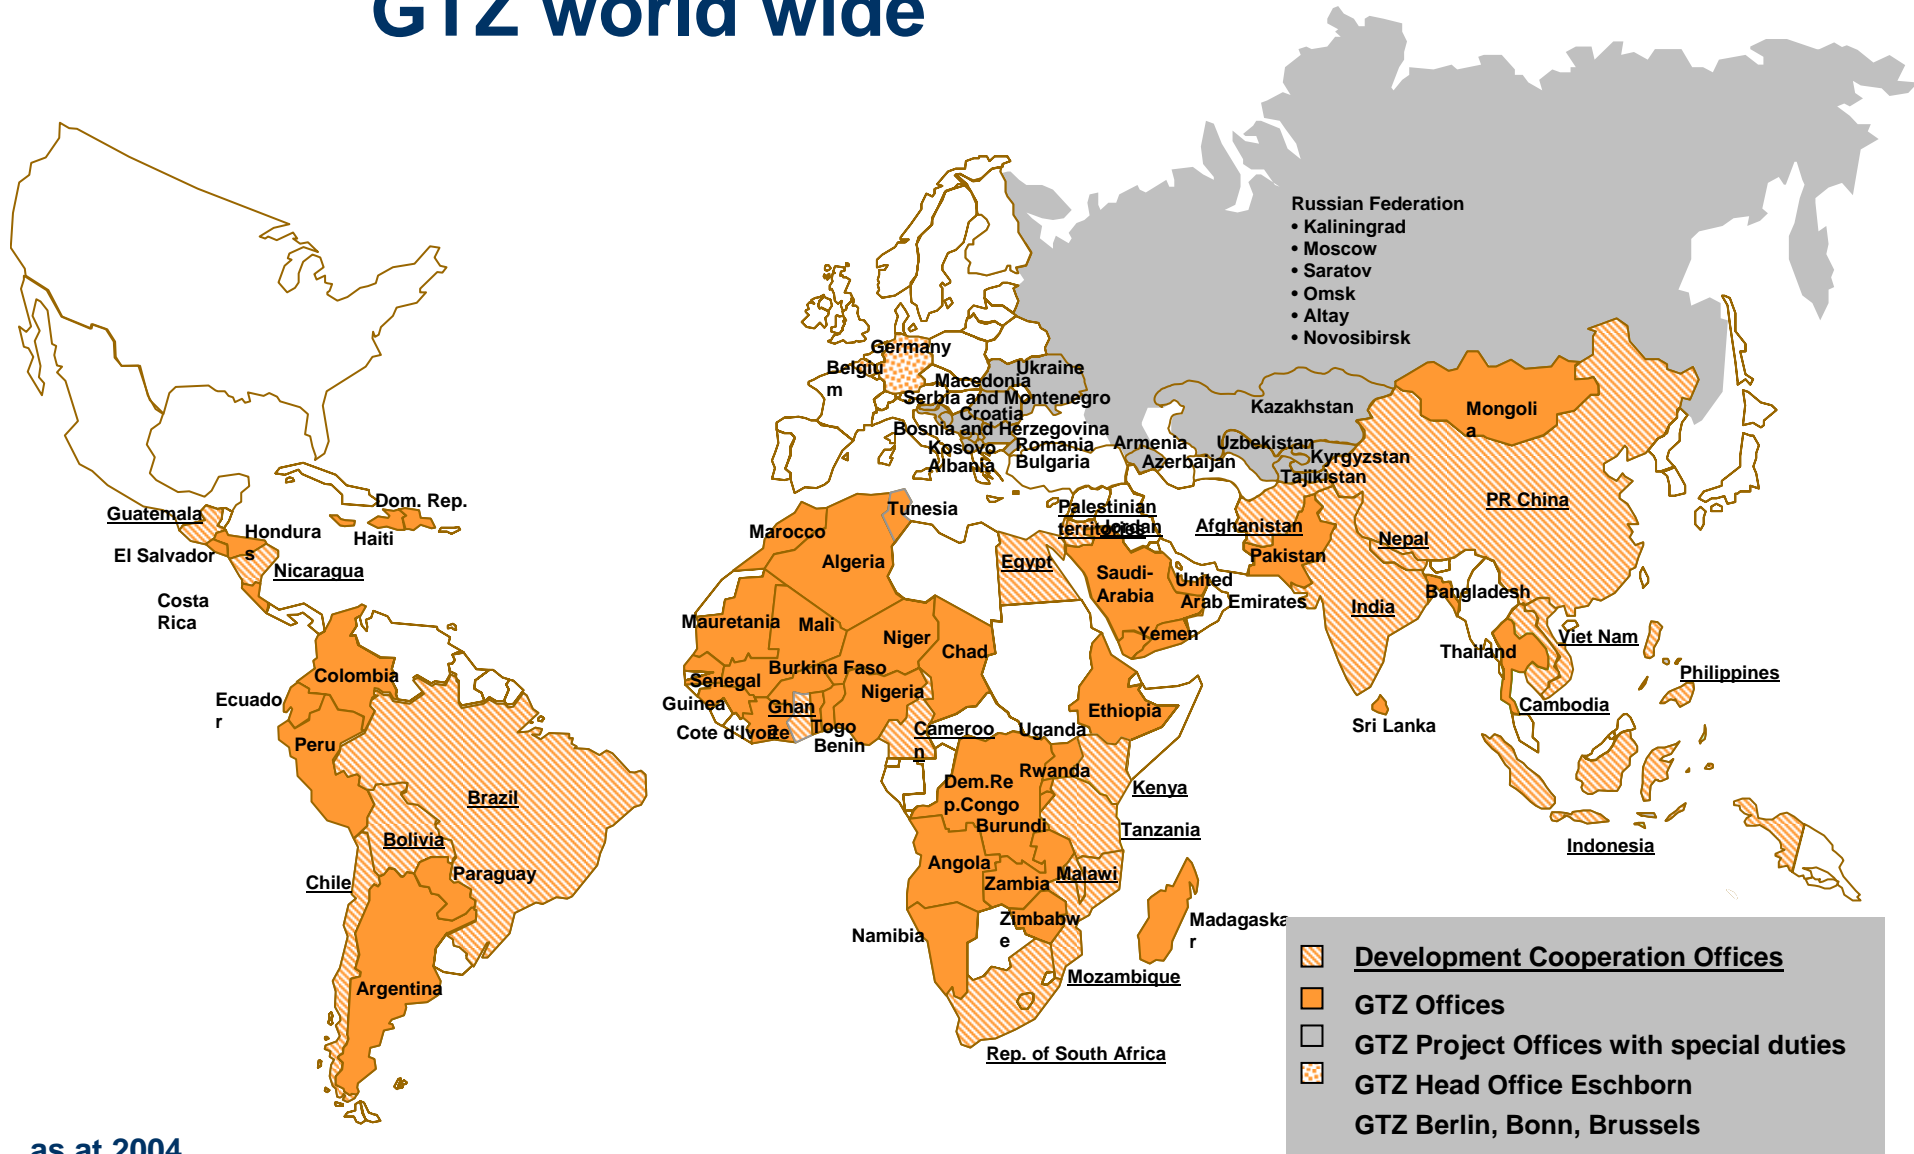 GTZ world wide
Russian Federation
• Kaliningrad
• Moscow
• Saratov
• Omsk
• Altay
• Novosibirsk
Germany
Belgiu
m
Ukraine
Macedonia
Serbia and Montenegro
Croatia
Bosnia and Herzegovina
Kosovo
Romania
Albania
Bulgaria
Armenia
Azerbaijan
Kazakhstan
Uzbekistan
Kyrgyzstan
Tajikistan
Mongoli
a
PR China
Dom. Rep.
Guatemala
Hondura
s
Haiti
El Salvador
Nicaragua
Costa
Rica
Tunesia
Marocco
Algeria
Palestinian
territories
Jordan
Afghanistan
Nepal
Pakistan
Egypt
Saudi-
Arabia
United
Arab Emirates
Bangladesh
India
Yemen
Viet Nam
Thailand
Philippines
Cambodia
Sri Lanka
Indonesia
Mauretania
Mali
Niger
Chad
Burkina Faso
Senegal
Nigeria
Guinea
Ghan
a
Cote d'Ivoire
Togo
Benin
Cameroo
n
Uganda
Ethiopia
Rwanda
Dem.Re
p.Congo
Kenya
Burundi
Tanzania
Angola
Zambia
Malawi
Zimbabw
e
Namibia
Madagaska
r
Mozambique
Rep. of South Africa
Colombia
Ecuado
r
Peru
Brazil
Bolivia
Chile
Paraguay
Argentina
Development Cooperation Offices
GTZ Offices
GTZ Project Offices with special duties
GTZ Head Office Eschborn
GTZ Berlin, Bonn, Brussels
as at 2004